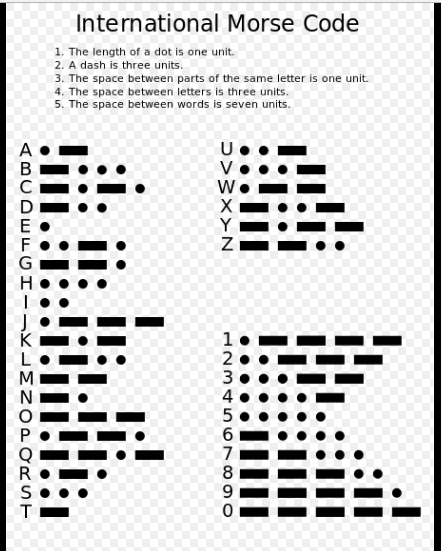 International Morse Code
1. The length of a dot is one unit.
2. A dash is three units.
3. The space between parts of the same letter is one unit.
4. The space between letters is three units.
5. The space between words is seven units.
A
B
C
D
E
F
G
H
I
J
K
L
M
N
O
P
Q
R
S
T
U
V
W
X
Y
Z
1
2
3
4
5
6
7
8
9
0